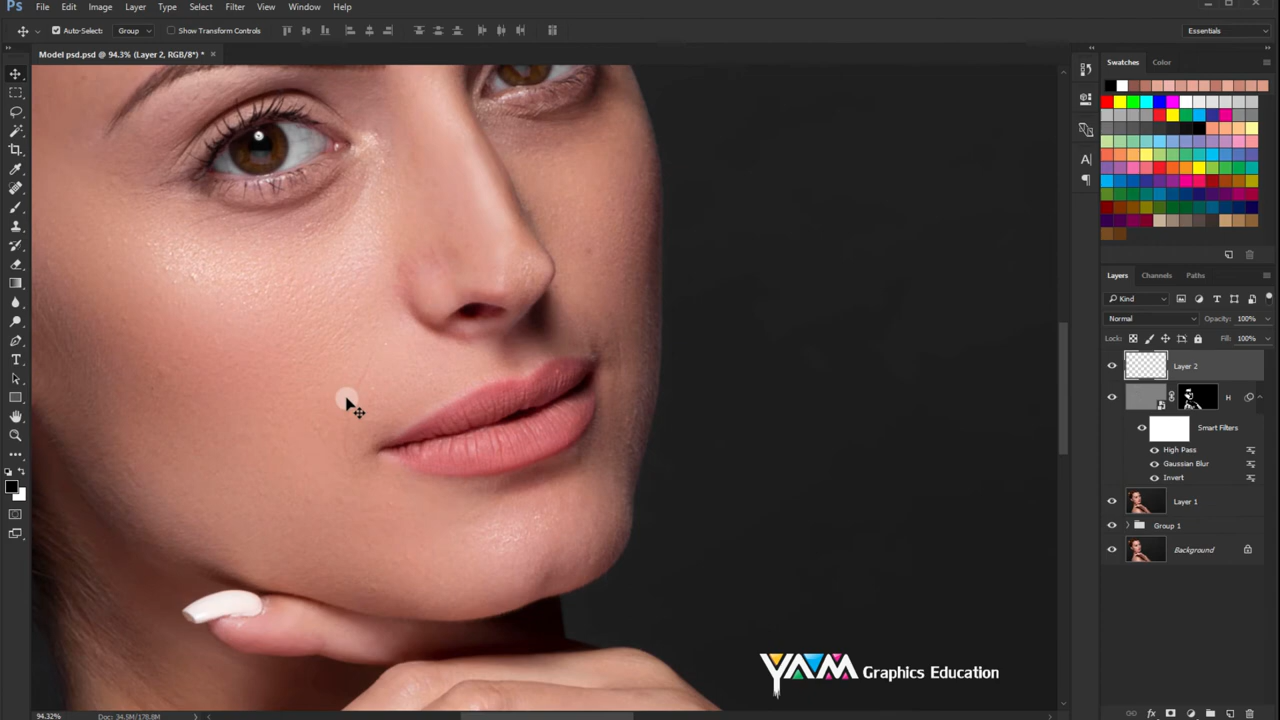 Ps File Edit Image Layer Type Select Filter View Window Help
Auto-Select: Group Show Transform Controls Essentials
Model psd.psd @ 94.3% (Layer 2, RGB/8*) *
Swatches Color
Layers Channels Paths
Kind
Normal Opacity: 100%
Lock: Fill: 100%
Layer 2
H
Smart Filters
High Pass
Gaussian Blur
Invert
Layer 1
Group 1
Background
YAM Graphics Education
94.32% Doc: 34.5M/178.8M